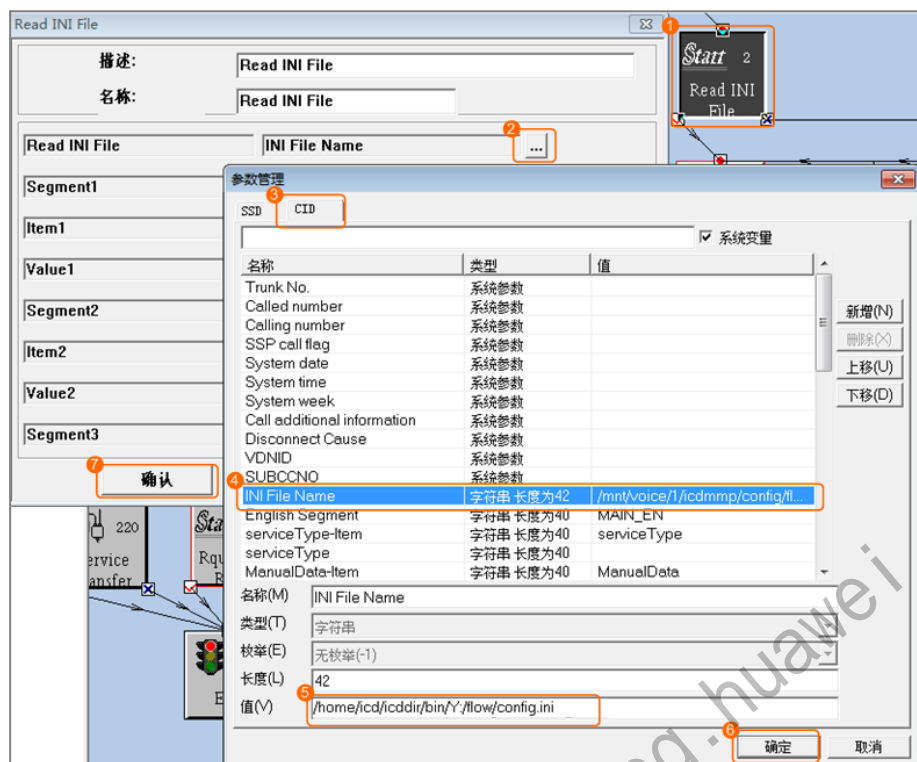 Read INI File
描述:
Read INI File
名称:
Read INI File
Read INI File
INI File Name
2
...
Segment1
Item1
Value1
Segment2
Item2
Value2
Segment3
7
确认
1
Start 2
Read INI
File
参数管理
3
SSD
CID
系统变量
名称 类型 值
Trunk No. 系统参数
Called number 系统参数
Calling number 系统参数
SSP call flag 系统参数
System date 系统参数
System time 系统参数
System week 系统参数
Call additional information 系统参数
Disconnect Cause 系统参数
VDNID 系统参数
SUBCCNO 系统参数
4
INI File Name 字符串 长度为42 /mnt/voice/1/icdmmp/config/fl...
English Segment 字符串 长度为40 MAIN_EN
serviceType-Item 字符串 长度为40 serviceType
serviceType 字符串 长度为40
ManualData-Item 字符串 长度为40 ManualData
新增(N)
删除(X)
上移(U)
下移(D)
名称(M) INI File Name
类型(T) 字符串
枚举(E) 无枚举(-1)
长度(L) 42
5
值(V) /home/icd/icddir/bin/Y:/flow/config.ini
6
确定
取消
220
ervice
ansfer
Sta
Rqu
E
huawei